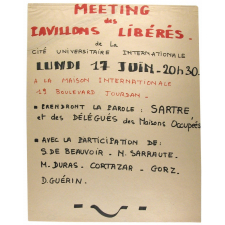 MEETING
des
PAVILLONS LIBÉRÉS.
de la
CITÉ UNIVERSITAIRE INTERNATIONALE
LUNDI 17 JUIN - 20h30.
A LA MAISON INTERNATIONALE
19 BOULEVARD JOURDAN.
PRENDRONT LA PAROLE : SARTRE
et des DÉLÉGUÉS des Maisons Occupées
AVEC LA PARTICIPATION DE :
S. DE BEAUVOIR - N. SARRAUTE.
M. DURAS. CORTAZAR - GORZ.
D. GUÉRIN.